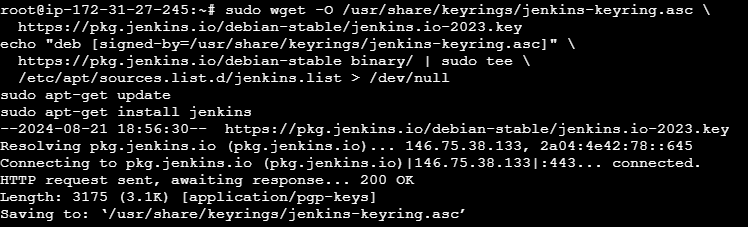 root@ip-172-31-27-245:~# sudo wget -O /usr/share/keyrings/jenkins-keyring.asc \
  https://pkg.jenkins.io/debian-stable/jenkins.io-2023.key
echo "deb [signed-by=/usr/share/keyrings/jenkins-keyring.asc]" \
  https://pkg.jenkins.io/debian-stable binary/ | sudo tee \
  /etc/apt/sources.list.d/jenkins.list > /dev/null
sudo apt-get update
sudo apt-get install jenkins
--2024-08-21 18:56:30--  https://pkg.jenkins.io/debian-stable/jenkins.io-2023.key
Resolving pkg.jenkins.io (pkg.jenkins.io)... 146.75.38.133, 2a04:4e42:78::645
Connecting to pkg.jenkins.io (pkg.jenkins.io)|146.75.38.133|:443... connected.
HTTP request sent, awaiting response... 200 OK
Length: 3175 (3.1K) [application/pgp-keys]
Saving to: ‘/usr/share/keyrings/jenkins-keyring.asc’